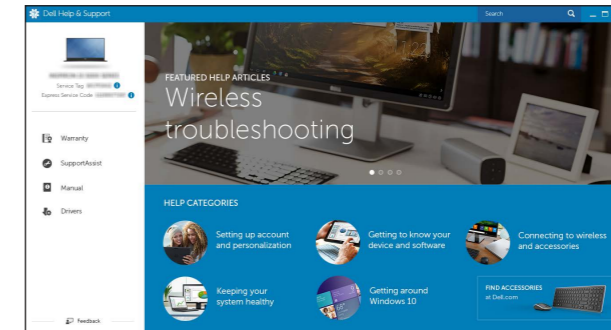 Dell Help & Support
Search
Service Tag:
Express Service Code:
Warranty
SupportAssist
Manual
Drivers
Feedback
FEATURED HELP ARTICLES
Wireless
troubleshooting
HELP CATEGORIES
Setting up account
and personalization
Getting to know your
device and software
Connecting to wireless
and accessories
Keeping your
system healthy
Getting around
Windows 10
FIND ACCESSORIES
at Dell.com